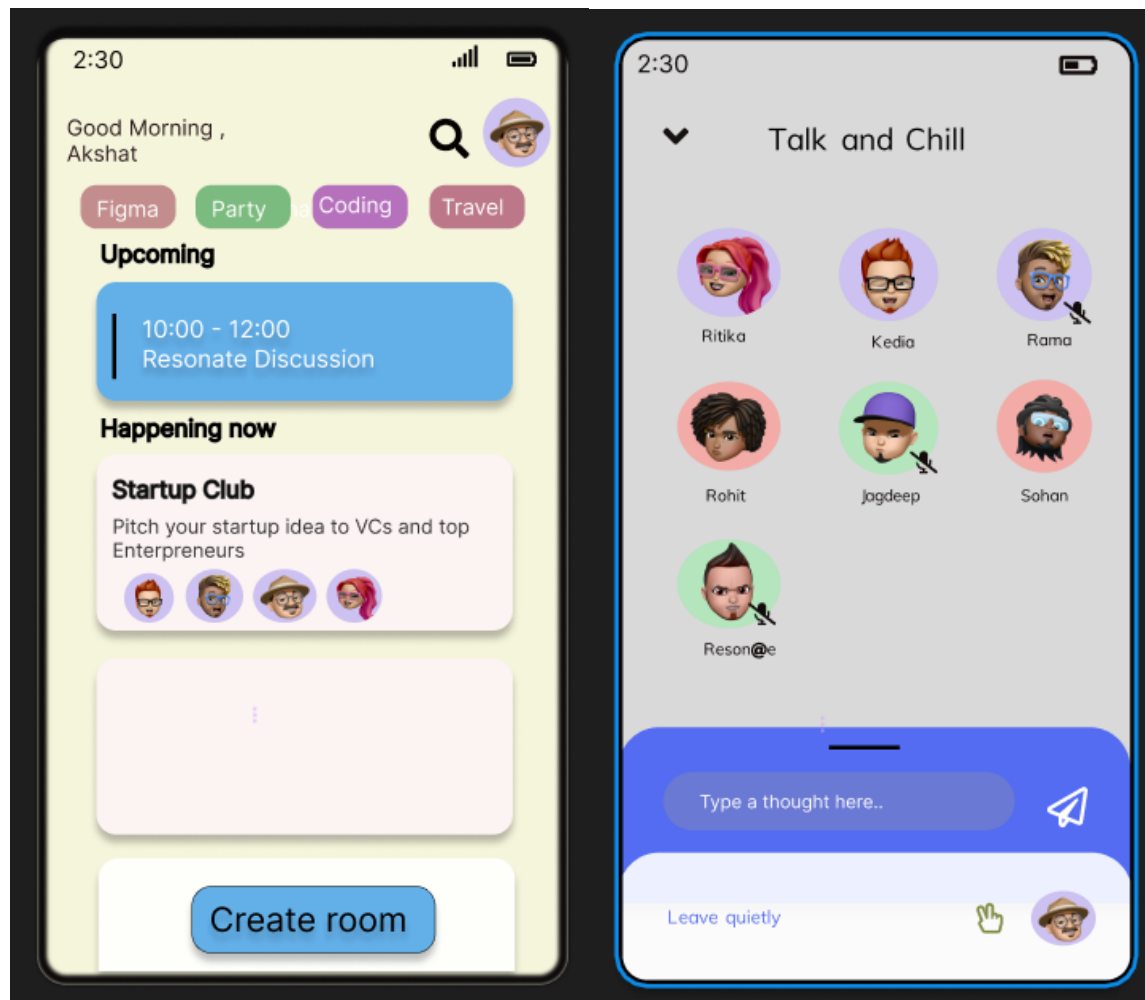 2:30
Good Morning ,
Akshat
Figma
Party
Coding
Travel
Upcoming
10:00 - 12:00
Resonate Discussion
Happening now
Startup Club
Pitch your startup idea to VCs and top
Enterpreneurs
Create room
2:30
Talk and Chill
Ritika
Kedia
Rama
Rohit
Jagdeep
Sohan
Reson@e
Type a thought here..
Leave quietly